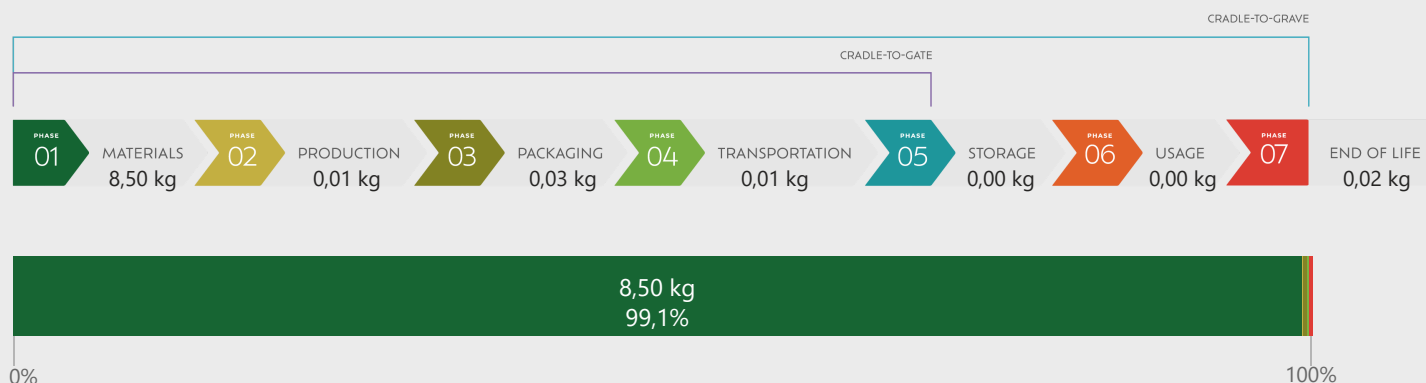 CRADLE-TO-GRAVE
CRADLE-TO-GATE
PHASE
01
MATERIALS
8,50 kg
PHASE
02
PRODUCTION
0,01 kg
PHASE
03
PACKAGING
0,03 kg
PHASE
04
TRANSPORTATION
0,01 kg
PHASE
05
STORAGE
0,00 kg
PHASE
06
USAGE
0,00 kg
PHASE
07
END OF LIFE
0,02 kg
8,50 kg
99,1%
0%
100%